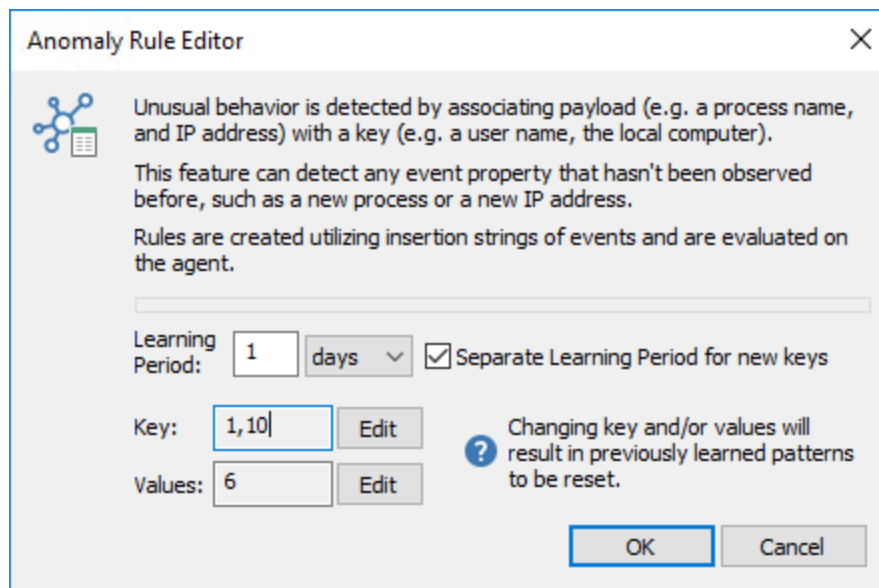 Anomaly Rule Editor
Unusual behavior is detected by associating payload (e.g. a process name,
and IP address) with a key (e.g. a user name, the local computer).
This feature can detect any event property that hasn't been observed
before, such as a new process or a new IP address.
Rules are created utilizing insertion strings of events and are evaluated on
the agent.
Learning
Period:
1
days
Separate Learning Period for new keys
Key:
1,10
Edit
Values:
6
Edit
?
Changing key and/or values will
result in previously learned patterns
to be reset.
OK
Cancel